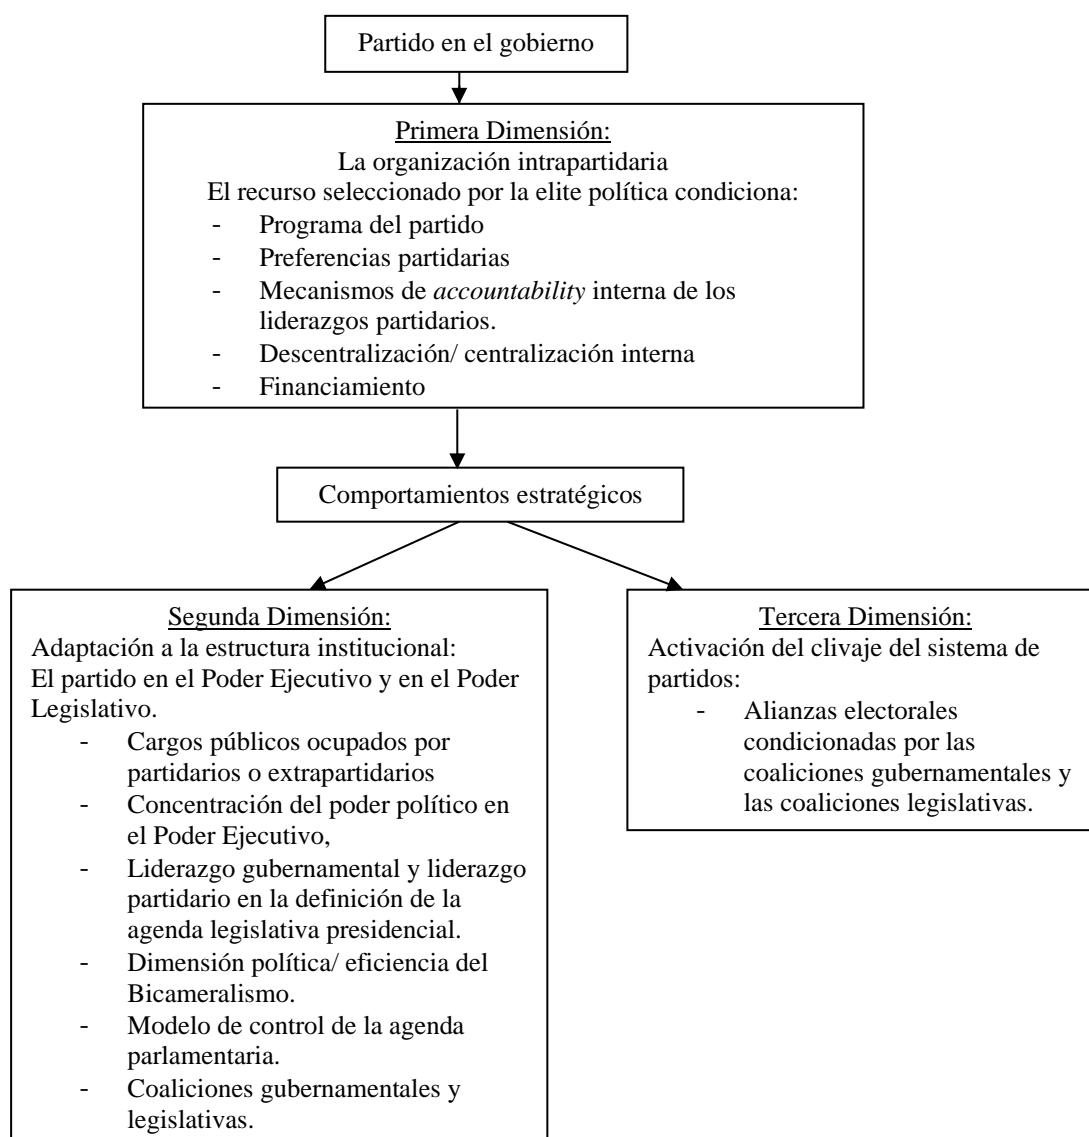 Partido en el gobierno
Primera Dimensión:
La organización intrapartidaria
El recurso seleccionado por la elite política condiciona:
- Programa del partido
- Preferencias partidarias
- Mecanismos de accountability interna de los
liderazgos partidarios.
- Descentralización/ centralización interna
- Financiamiento
Comportamientos estratégicos
Segunda Dimensión:
Adaptación a la estructura institucional:
El partido en el Poder Ejecutivo y en el Poder
Legislativo.
- Cargos públicos ocupados por
partidarios o extrapartidarios
- Concentración del poder político en
el Poder Ejecutivo,
- Liderazgo gubernamental y liderazgo
partidario en la definición de la
agenda legislativa presidencial.
- Dimensión política/ eficiencia del
Bicameralismo.
- Modelo de control de la agenda
parlamentaria.
- Coaliciones gubernamentales y
legislativas.
Tercera Dimensión:
Activación del clivaje del sistema de
partidos:
- Alianzas electorales
condicionadas por las
coaliciones gubernamentales y
las coaliciones legislativas.